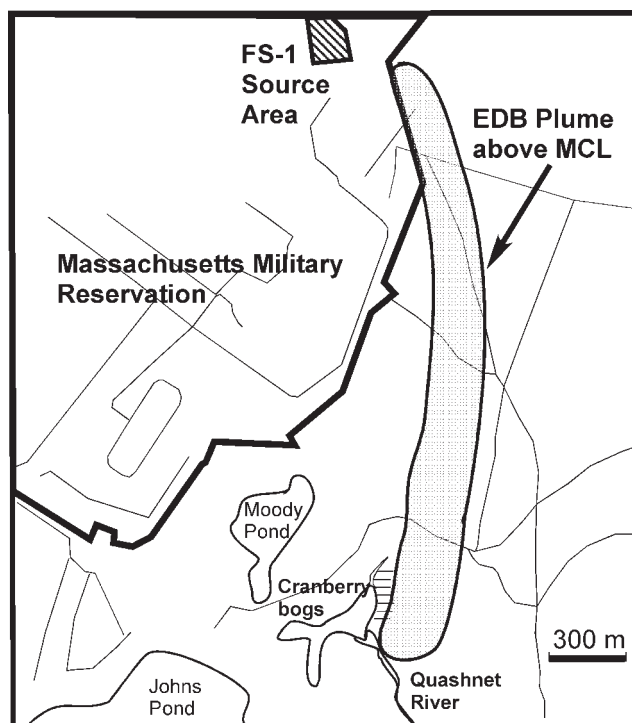 FS-1
Source
Area
EDB Plume
above MCL
Massachusetts Military
Reservation
Moody
Pond
Cranberry
bogs
300 m
Quashnet
River
Johns
Pond